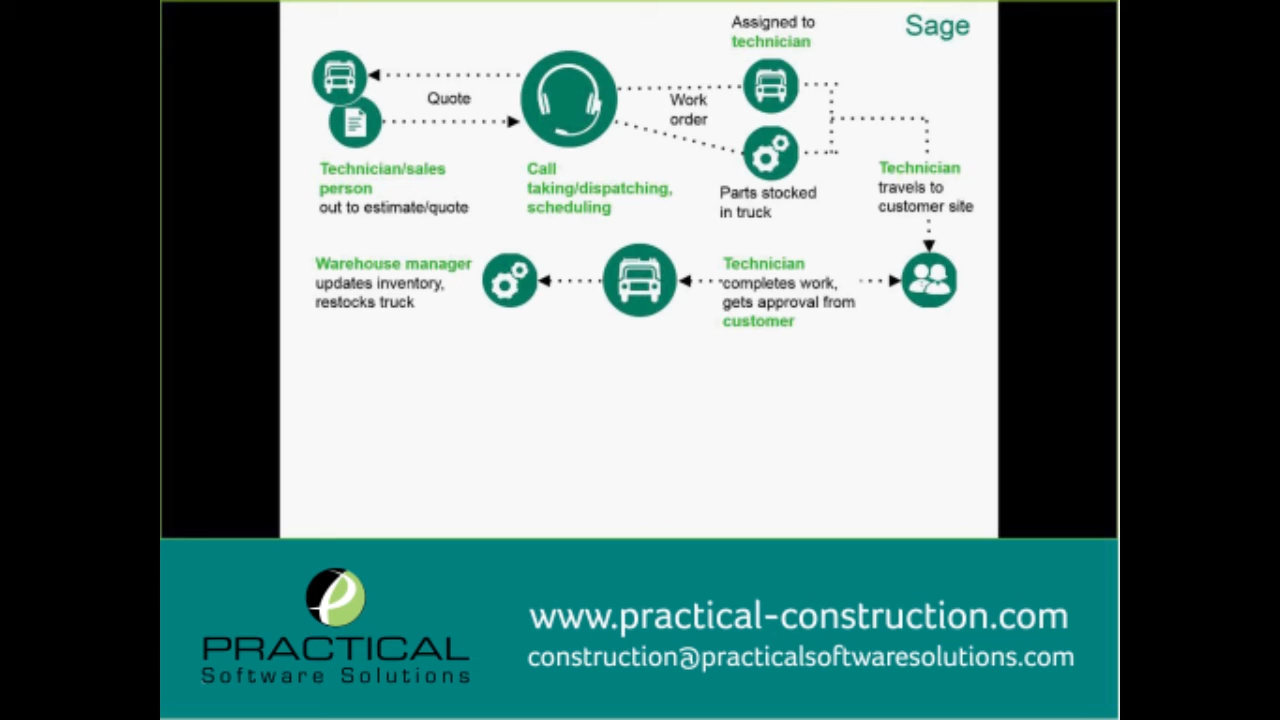 Assigned to
technician
Sage
Quote
Work
order
Technician/sales
person
out to estimate/quote
Call
taking/dispatching,
scheduling
Parts stocked
in truck
Technician
travels to
customer site
Warehouse manager
updates inventory,
restocks truck
Technician
completes work,
gets approval from
customer
PRACTICAL
Software Solutions
www.practical-construction.com
construction@practicalsoftwaresolutions.com